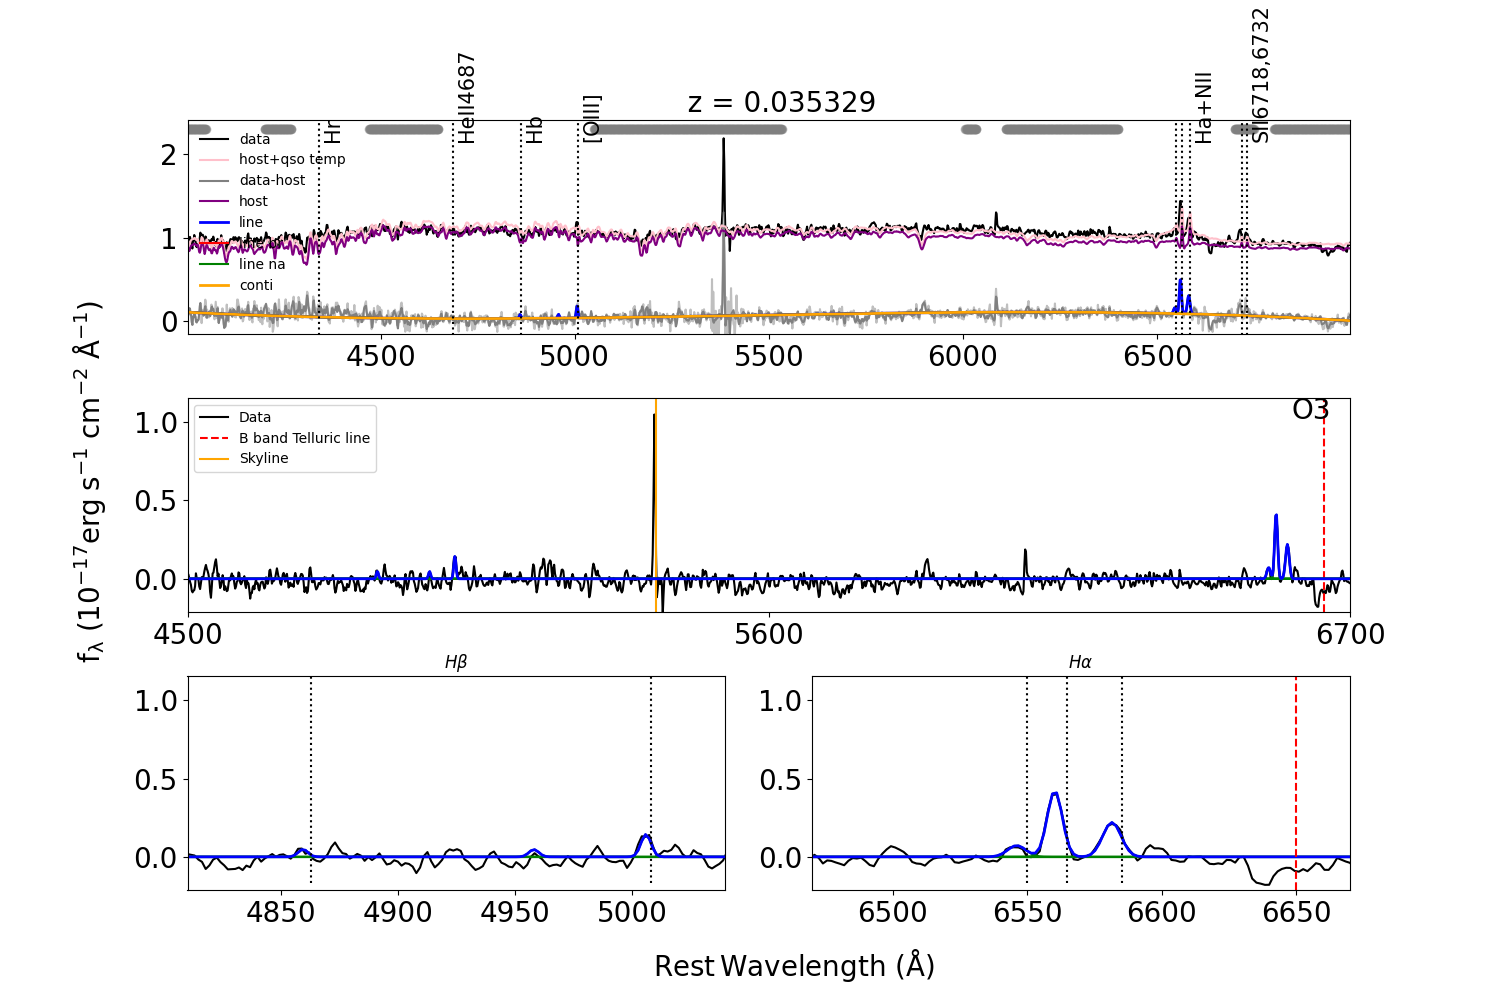 z = 0.035329
Hr
HeII4687
Hb
[OIII]
Ha+NII
SII6718,6732
data
host+qso temp
data-host
host
line
line na
conti
2
1
0
4500 5000 5500 6000 6500
fλ (10−17erg s−1 cm−2 Å−1)
O3
Data
B band Telluric line
Skyline
1.0
0.5
0.0
4500 5600 6700
Hβ
1.0
0.5
0.0
4850 4900 4950 5000
Hα
1.0
0.5
0.0
6500 6550 6600 6650
Rest Wavelength (Å)